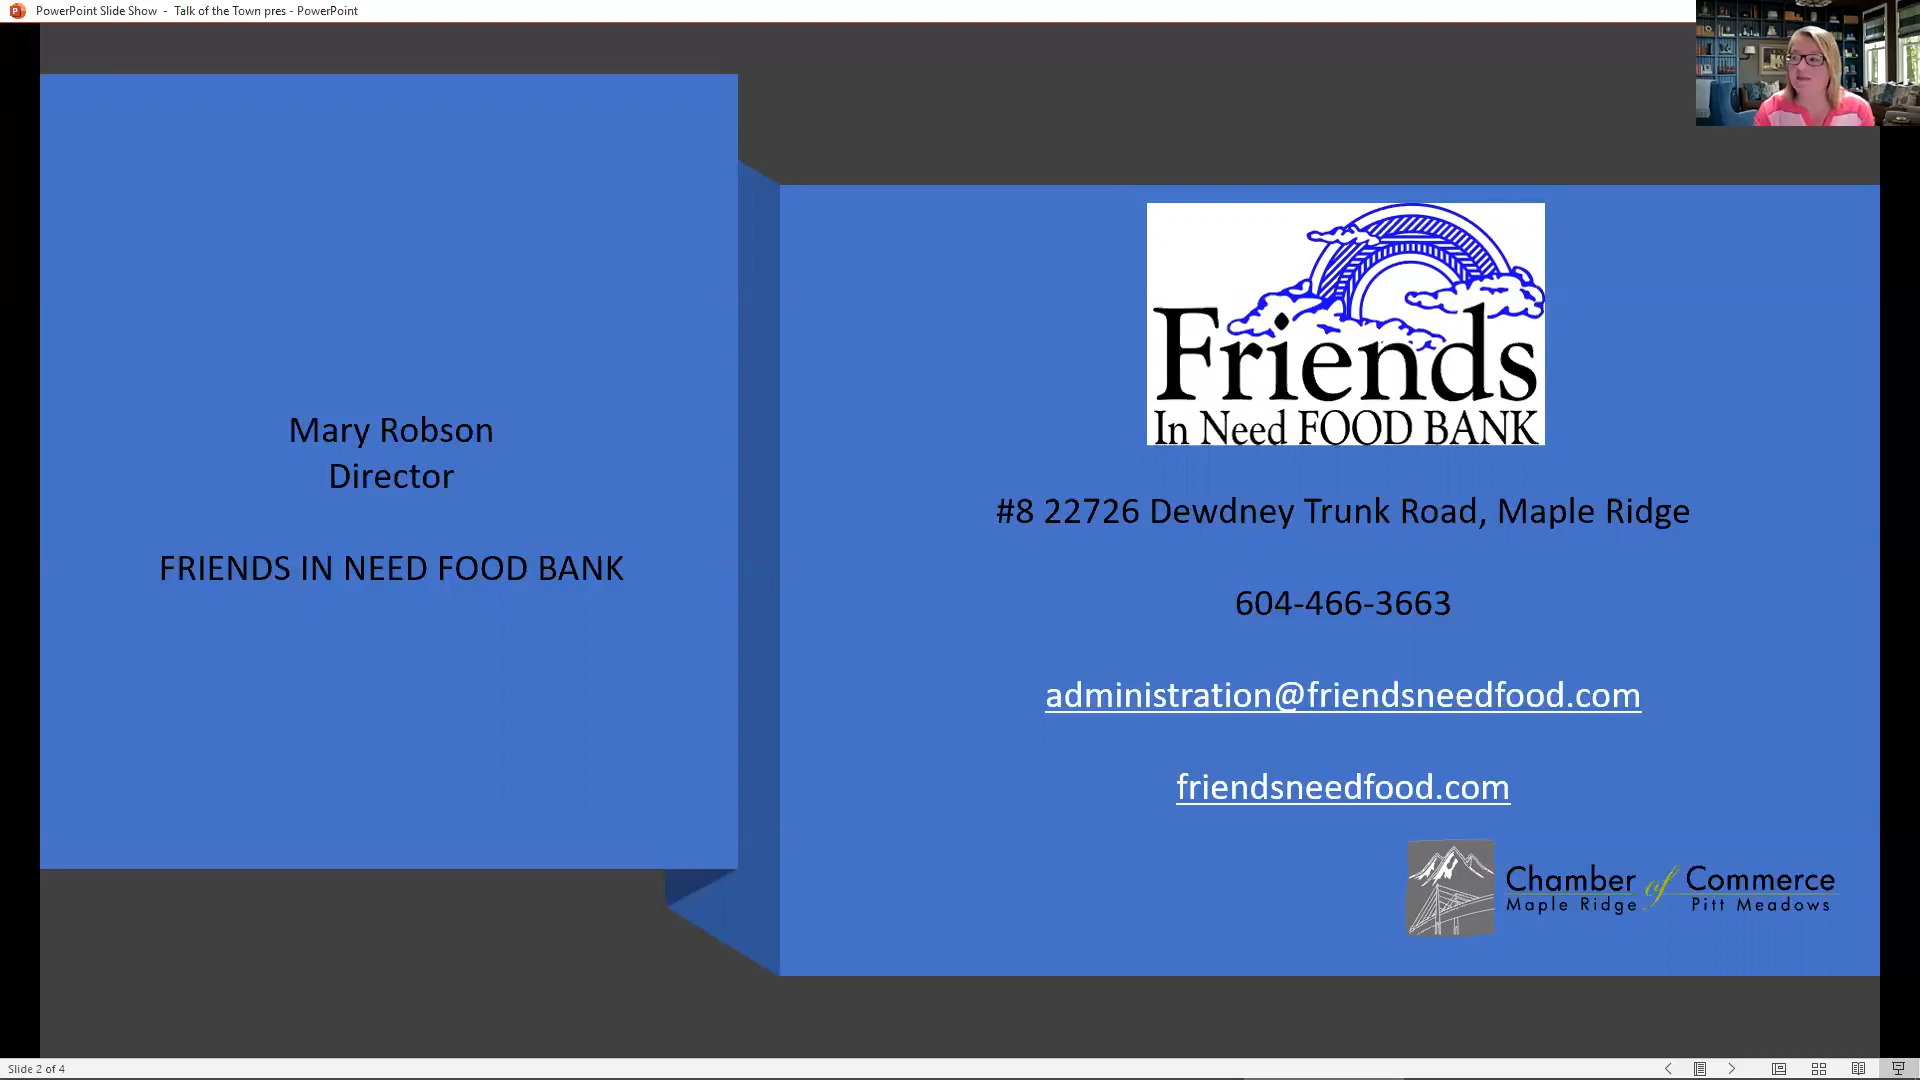 PowerPoint Slide Show - Talk of the Town pres - PowerPoint
Mary Robson
Director
FRIENDS IN NEED FOOD BANK
Friends
In Need FOOD BANK
#8 22726 Dewdney Trunk Road, Maple Ridge
604-466-3663
administration@friendsneedfood.com
friendsneedfood.com
Chamber of Commerce
Maple Ridge Pitt Meadows
Slide 2 of 4